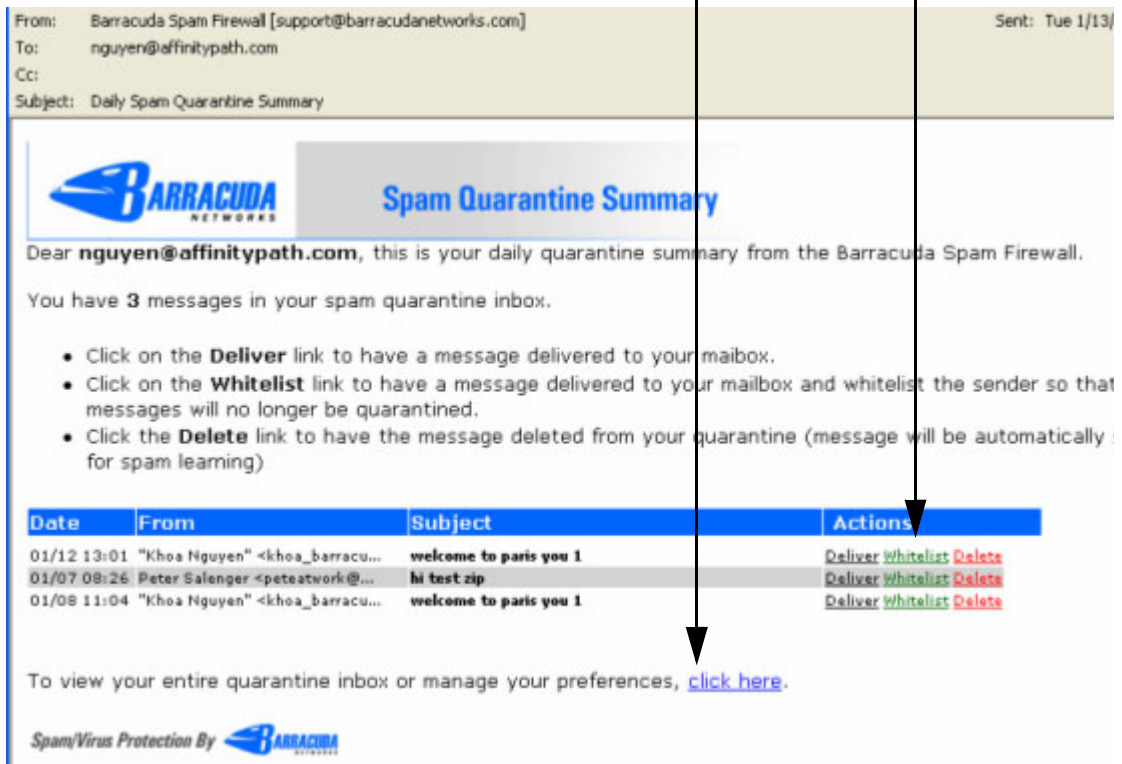 From: Barracuda Spam Firewall [support@barracudanetworks.com] Sent: Tue 1/13/
To: nguyen@affinitypath.com
Cc:
Subject: Daily Spam Quarantine Summary
BARRACUDA NETWORKS
Spam Quarantine Summary
Dear nguyen@affinitypath.com, this is your daily quarantine summary from the Barracuda Spam Firewall.
You have 3 messages in your spam quarantine inbox.
• Click on the Deliver link to have a message delivered to your maibox.
• Click on the Whitelist link to have a message delivered to your mailbox and whitelist the sender so that
messages will no longer be quarantined.
• Click the Delete link to have the message deleted from your quarantine (message will be automatically
for spam learning)
Date From Subject Actions
01/12 13:01 "Khoa Nguyen" <khoa_barracu... welcome to paris you 1 Deliver Whitelist Delete
01/07 08:26 Peter Salenger <peteatwork@... hi test zip Deliver Whitelist Delete
01/08 11:04 "Khoa Nguyen" <khoa_barracu... welcome to paris you 1 Deliver Whitelist Delete
To view your entire quarantine inbox or manage your preferences, click here.
Spam/Virus Protection By BARRACUDA NETWORKS